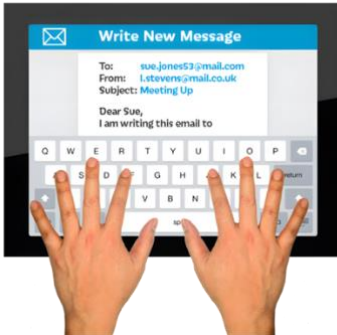 Write New Message
To: sue.jones53@mail.com
From: l.stevens@mail.co.uk
Subject: Meeting Up
Dear Sue,
I am writing this email to
Q W E R T Y U I O P
S D F G H J K L return
V B N